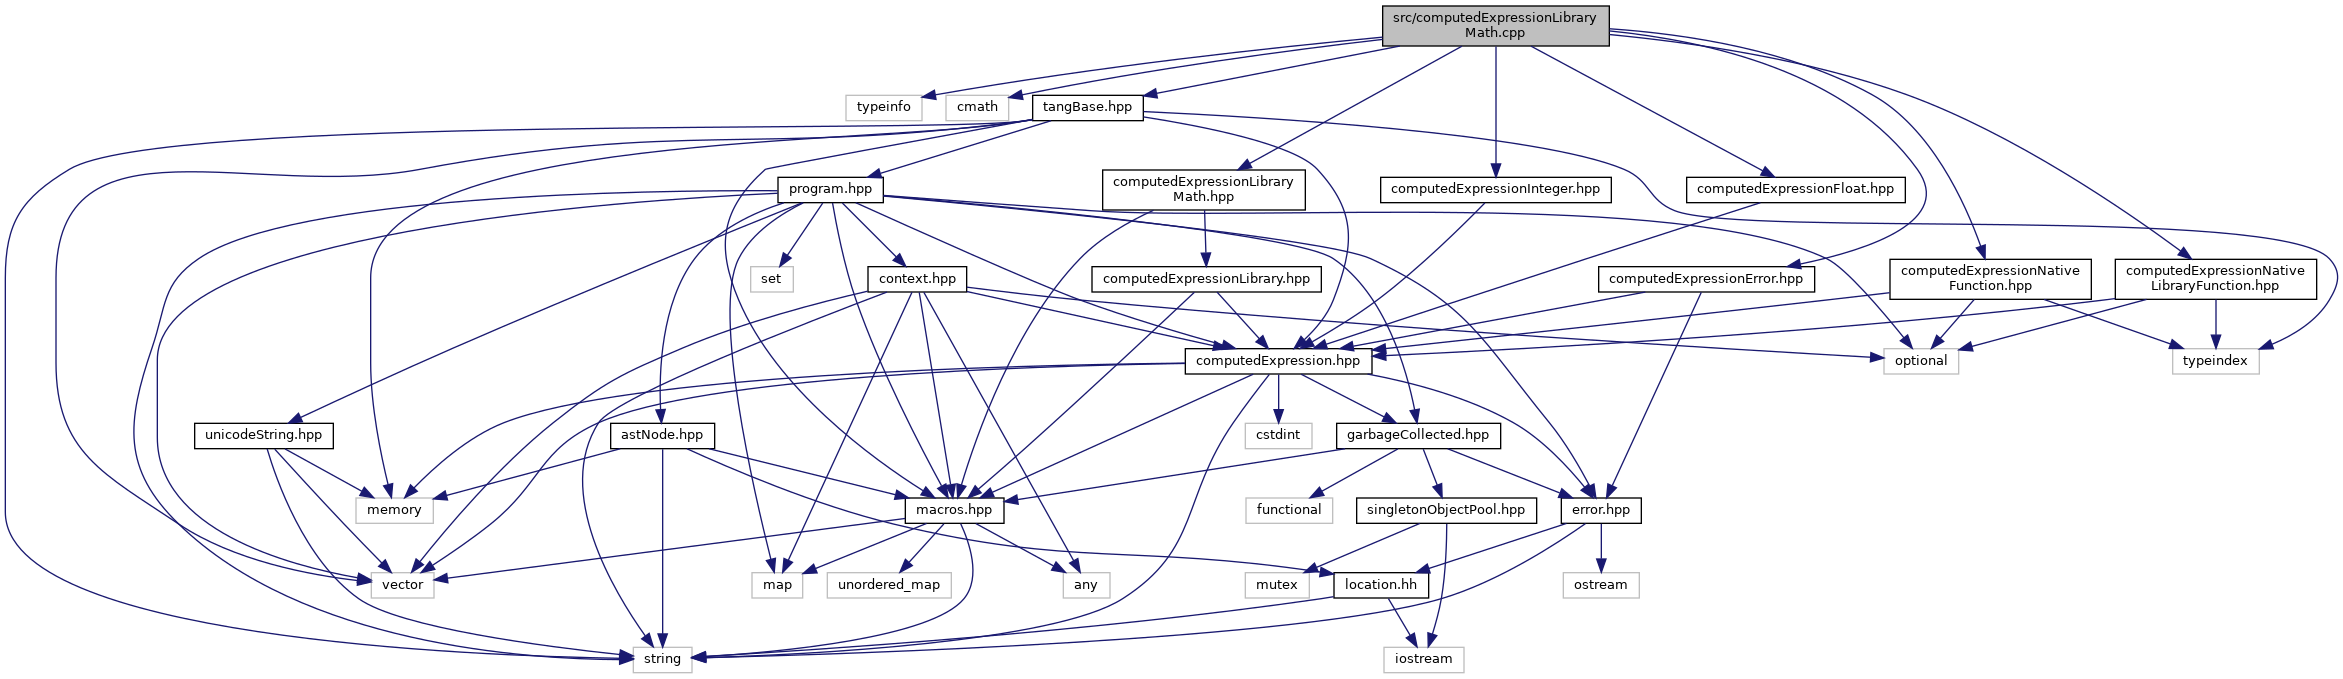 src/computedExpressionLibrary
Math.cpp
typeinfo
cmath
tangBase.hpp
program.hpp
computedExpressionLibrary
Math.hpp
computedExpressionInteger.hpp
computedExpressionFloat.hpp
set
context.hpp
computedExpressionLibrary.hpp
computedExpressionError.hpp
computedExpressionNative
Function.hpp
computedExpressionNative
LibraryFunction.hpp
computedExpression.hpp
optional
typeindex
unicodeString.hpp
astNode.hpp
cstdint
garbageCollected.hpp
memory
macros.hpp
functional
singletonObjectPool.hpp
error.hpp
vector
map
unordered_map
any
mutex
location.hh
ostream
string
iostream